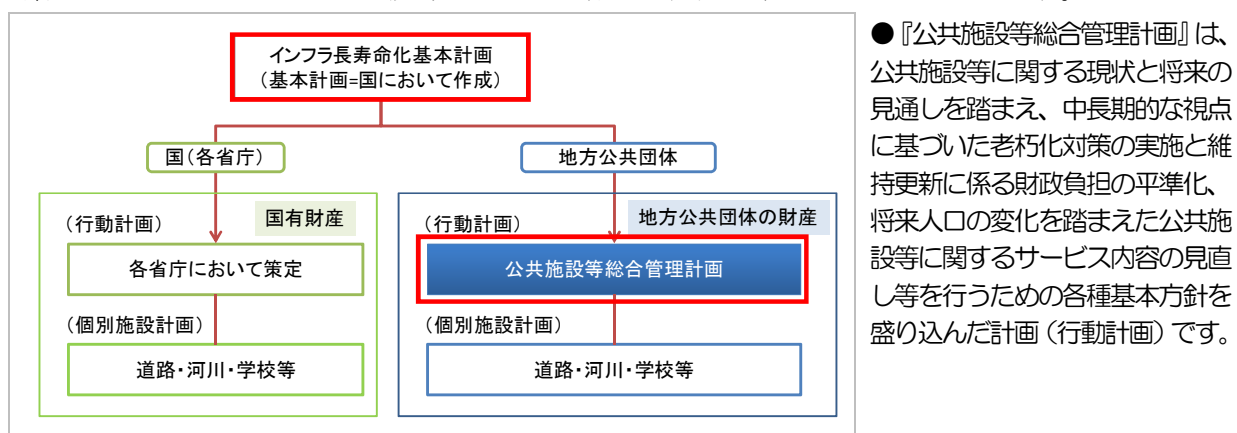 インフラ長寿命化基本計画
（基本計画=国において作成）
国（各省庁）
地方公共団体
（行動計画）
国有財産
各省庁において策定
（個別施設計画）
道路・河川・学校等
（行動計画）
地方公共団体の財産
公共施設等総合管理計画
（個別施設計画）
道路・河川・学校等
●『公共施設等総合管理計画』は、
公共施設等に関する現状と将来の
見通しを踏まえ、中長期的な視点
に基づいた老朽化対策の実施と維
持更新に係る財政負担の平準化、
将来人口の変化を踏まえた公共施
設等に関するサービス内容の見直
し等を行うための各種基本方針を
盛り込んだ計画（行動計画）です。